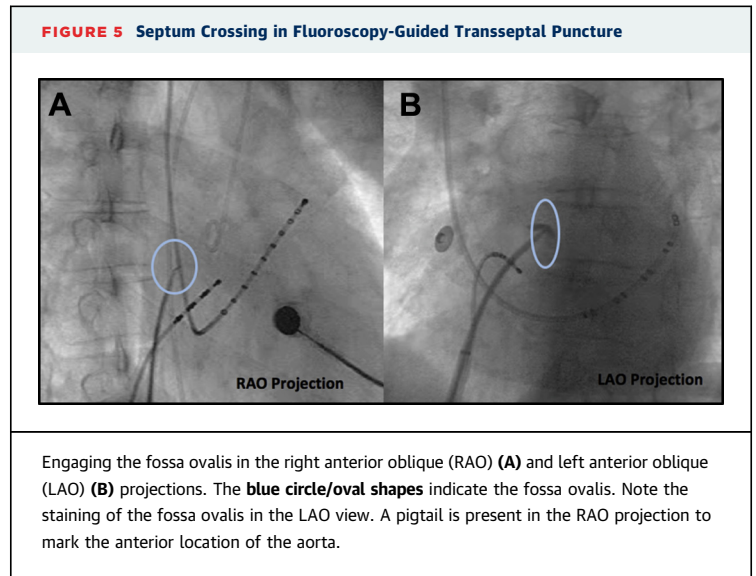 FIGURE 5 Septum Crossing in Fluoroscopy-Guided Transseptal Puncture
A
B
RAO Projection
LAO Projection
Engaging the fossa ovalis in the right anterior oblique (RAO) (A) and left anterior oblique
(LAO) (B) projections. The blue circle/oval shapes indicate the fossa ovalis. Note the
staining of the fossa ovalis in the LAO view. A pigtail is present in the RAO projection to
mark the anterior location of the aorta.